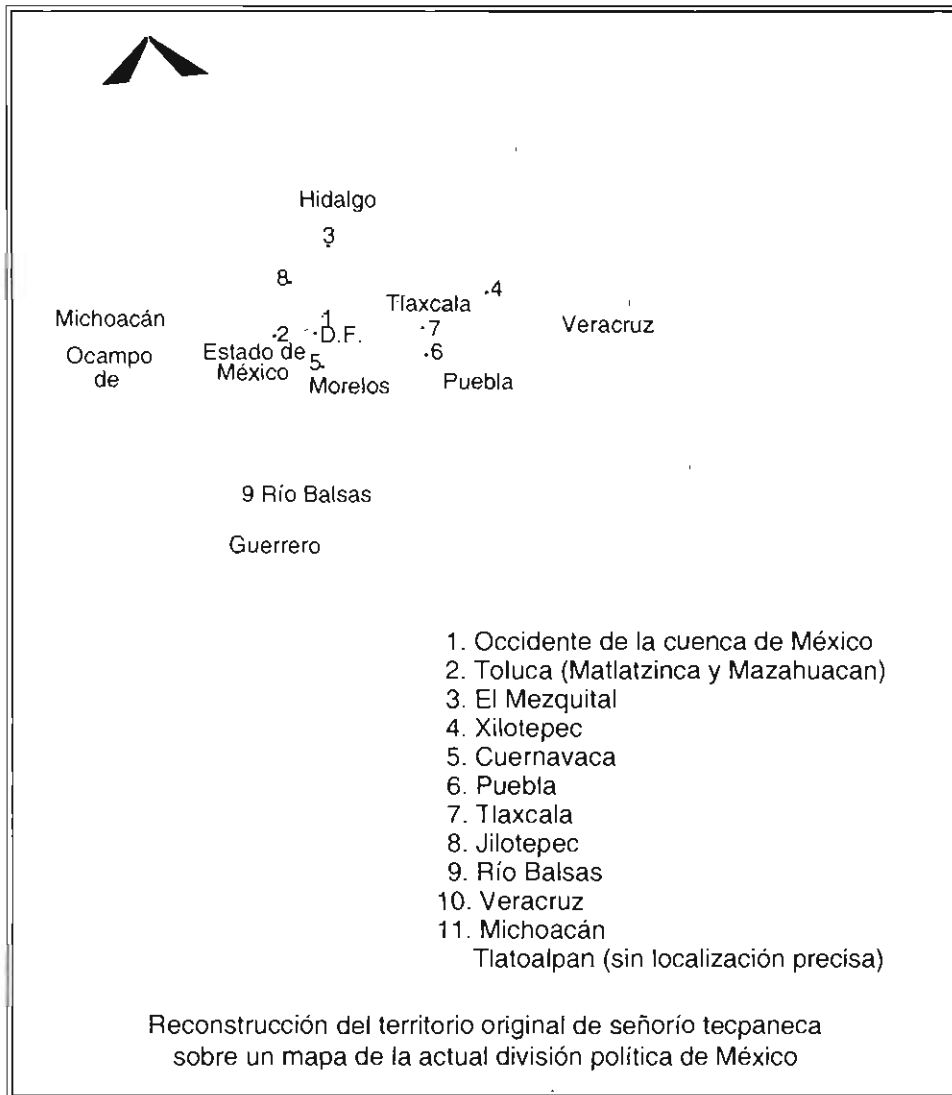 Hidalgo
3
8
Tlaxcala .4
Michoacán 1 Veracruz
.2 .D.F. .7
Ocampo Estado de 5 .6
de México Morelos Puebla
9 Río Balsas
Guerrero
1. Occidente de la cuenca de México
2. Toluca (Matlatzinca y Mazahuacan)
3. El Mezquital
4. Xilotepec
5. Cuernavaca
6. Puebla
7. Tlaxcala
8. Jilotepec
9. Río Balsas
10. Veracruz
11. Michoacán
Tlatoalpan (sin localización precisa)
Reconstrucción del territorio original de señorío tecpaneca
sobre un mapa de la actual división política de México